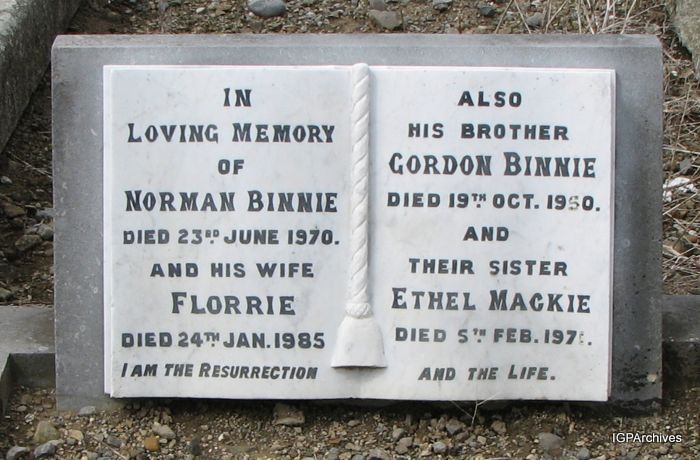 IN
LOVING MEMORY
OF
NORMAN BINNIE
DIED 23RD JUNE 1970.
AND HIS WIFE
FLORRIE
DIED 24TH JAN. 1985
I AM THE RESURRECTION
ALSO
HIS BROTHER
GORDON BINNIE
DIED 19TH OCT.
AND
THEIR SISTER
ETHEL MACKIE
DIED 5TH FEB.
AND THE LIFE.
IGPArchives